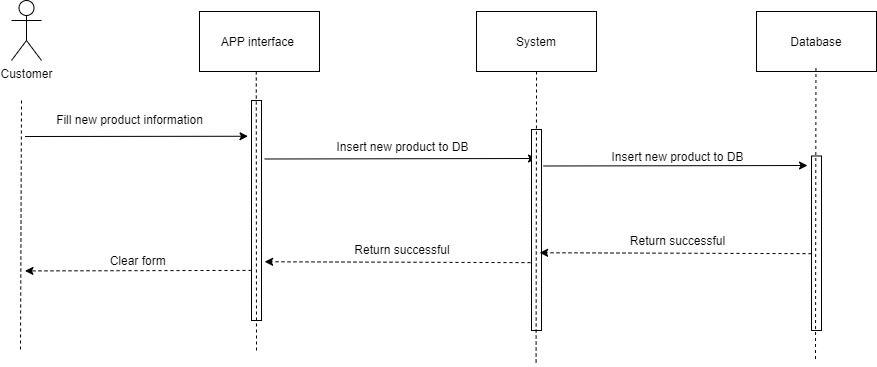 APP interface
System
Database
Customer
Fill new product information
Insert new product to DB
Insert new product to DB
Return successful
Return successful
Clear form